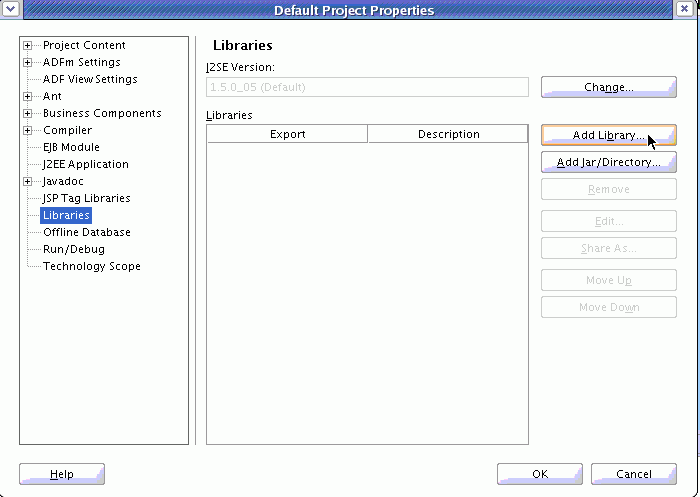 Default Project Properties
Project Content
ADFm Settings
ADF View Settings
Ant
Business Components
Compiler
EJB Module
J2EE Application
Javadoc
JSP Tag Libraries
Libraries
Offline Database
Run/Debug
Technology Scope
Libraries
J2SE Version:
1.5.0_05 (Default)
Change...
Libraries
Export Description
Add Library...
Add Jar/Directory...
Remove
Edit...
Share As...
Move Up
Move Down
Help
OK
Cancel